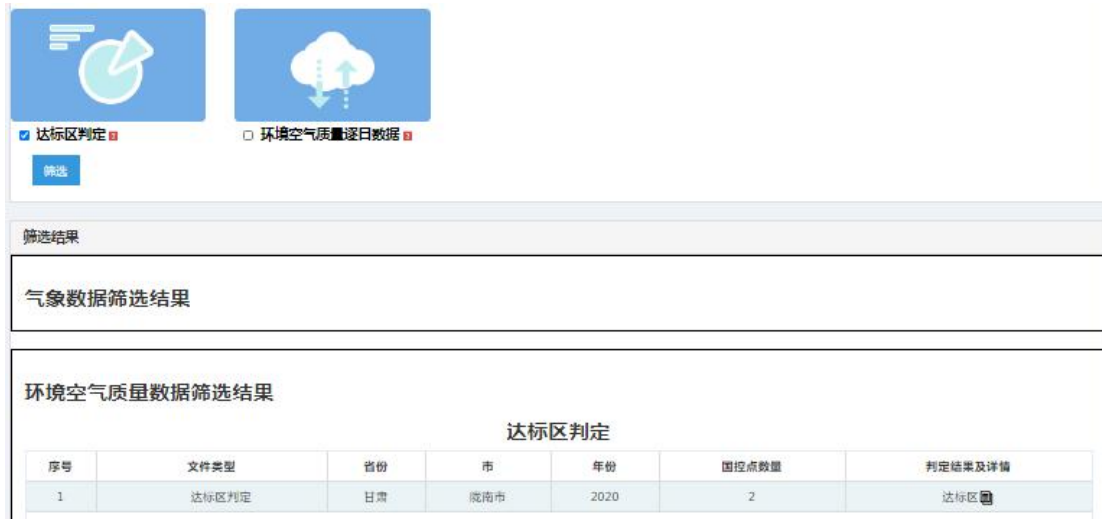 达标区判定 环境空气质量逐日数据
筛选
筛选结果
气象数据筛选结果
环境空气质量数据筛选结果
达标区判定
序号 文件类型 省份 市 年份 国控点数量 判定结果及详情
1 达标区判定 甘肃 陇南市 2020 2 达标区